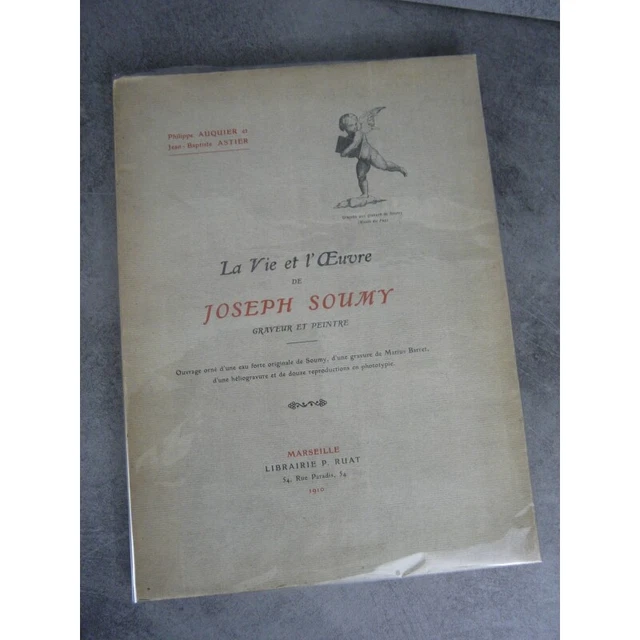 Philippe AUQUIER et
Jean-Baptiste ASTIER
La Vie et l'Œuvre
DE
JOSEPH SOUMY
GRAVEUR ET PEINTRE
Ouvrage orné d'une eau forte originale de Soumy, d'une gravure de Martial
d'une héliogravure et de douze reproductions en phototypie.
MARSEILLE
LIBRAIRIE P. RUAT
54, Rue Paradis, 54
1910